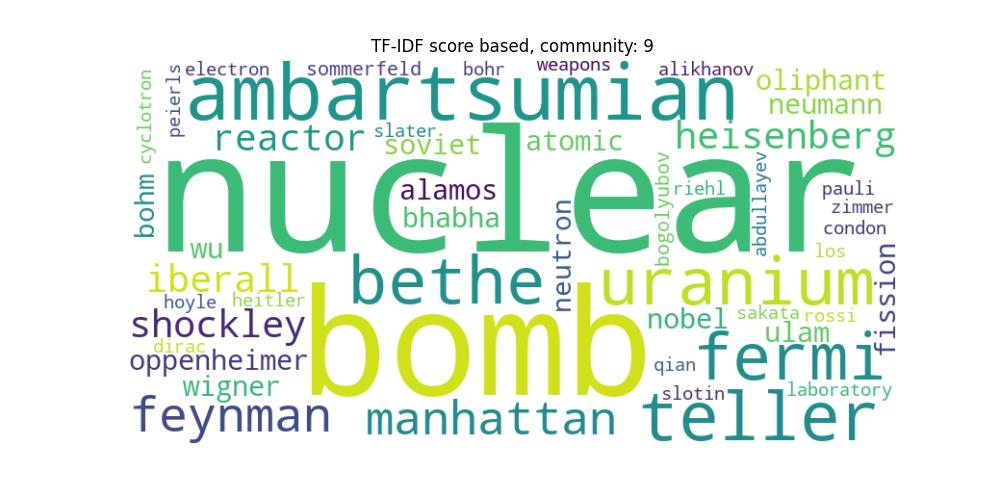 TF-IDF score based, community: 9
electron
sommerfeld
bohr
weapons
alikhanov
cyclotron
peierls
ambartsumian
oliphant
neumann
reactor
slater
soviet
atomic
heisenberg
nuclear
bohm
alamos
bhabha
bogolyubov
riehl
abdullayev
pauli
zimmer
condon
wu
neutron
los
iberall
bethe
uranium
fission
hoyle
heitler
bomb
shockley
nobel
sakata
rossi
dirac
ulam
oppenheimer
qian
fermi
wigner
slotin
laboratory
feynman
manhattan
teller